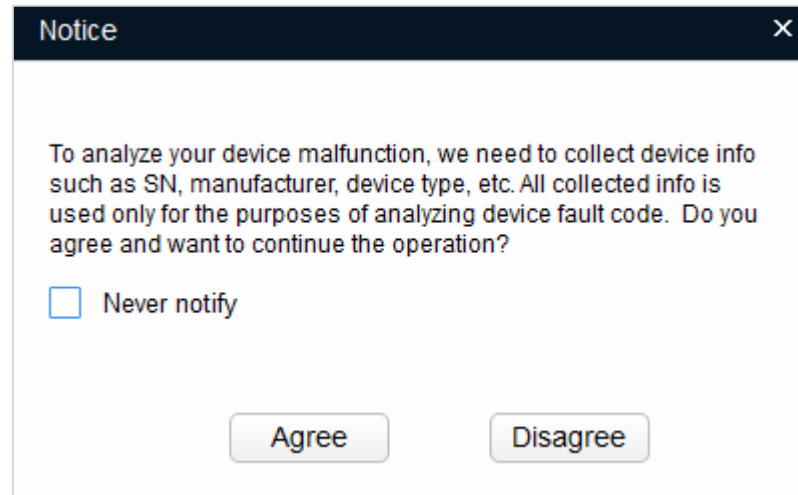 Notice
To analyze your device malfunction, we need to collect device info
such as SN, manufacturer, device type, etc. All collected info is
used only for the purposes of analyzing device fault code.  Do you
agree and want to continue the operation?
Never notify
Agree
Disagree